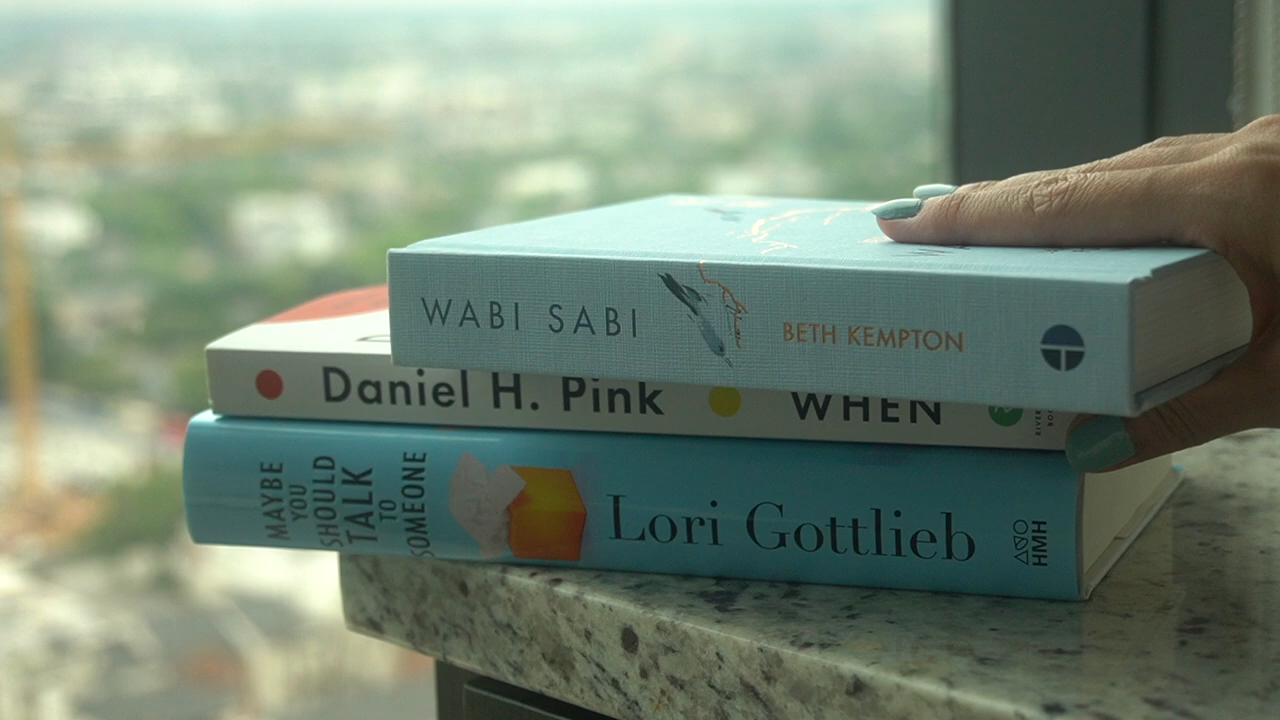 WABI SABI BETH KEMPTON
Daniel H. Pink WHEN
MAYBE
YOU
SHOULD
TALK
TO
SOMEONE
Lori Gottlieb
HMH